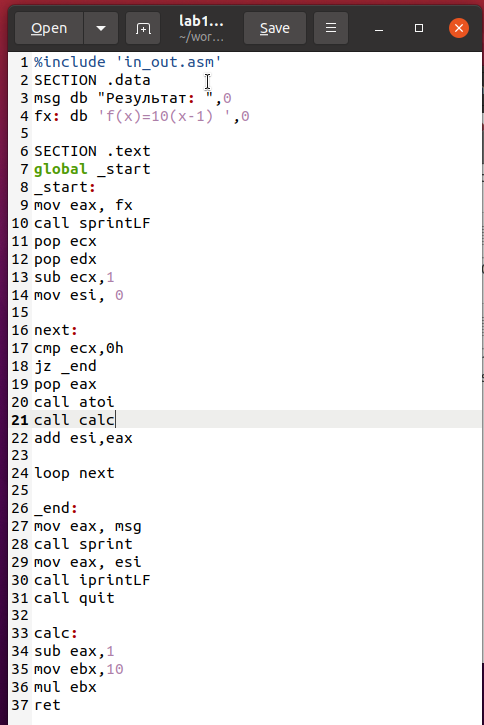 Open
lab1...
~/wor...
Save
1 %include 'in_out.asm'
2 SECTION .data
3 msg db "Результат: ",0
4 fx: db 'f(x)=10(x-1) ',0
5
6 SECTION .text
7 global _start
8 _start:
9 mov eax, fx
10 call sprintLF
11 pop ecx
12 pop edx
13 sub ecx,1
14 mov esi, 0
15
16 next:
17 cmp ecx,0h
18 jz _end
19 pop eax
20 call atoi
21 call calc
22 add esi,eax
23
24 loop next
25
26 _end:
27 mov eax, msg
28 call sprint
29 mov eax, esi
30 call iprintLF
31 call quit
32
33 calc:
34 sub eax,1
35 mov ebx,10
36 mul ebx
37 ret